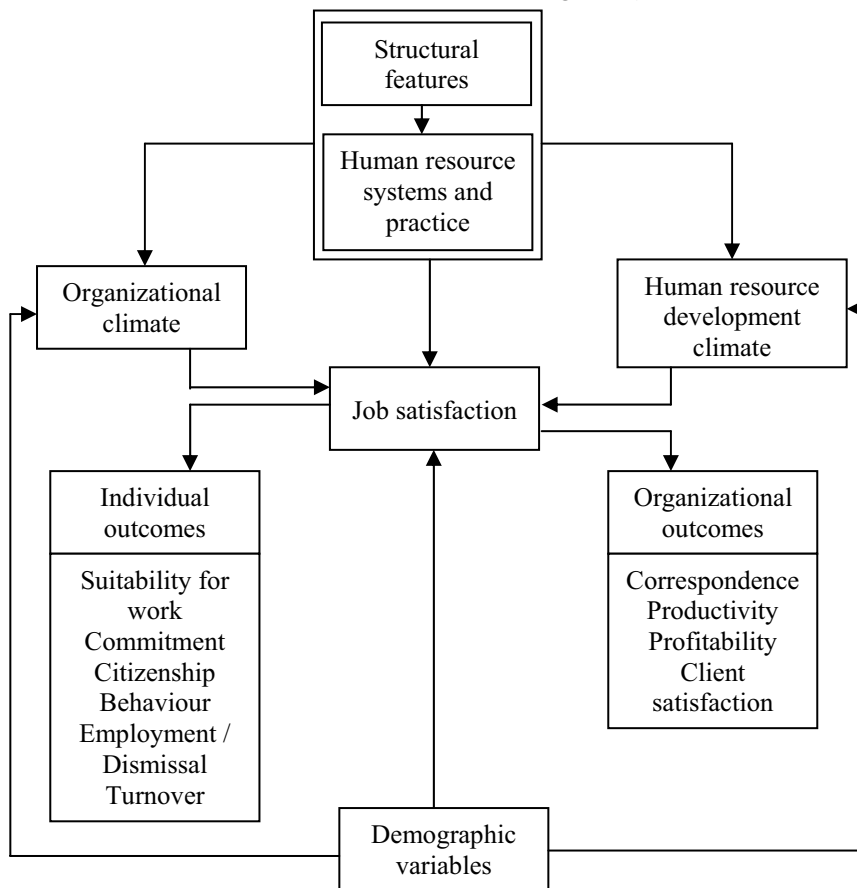 Structural
features
Human resource
systems and
practice
Organizational
climate
Human resource
development
climate
Job satisfaction
Individual
outcomes
Suitability for
work
Commitment
Citizenship
Behaviour
Employment /
Dismissal
Turnover
Organizational
outcomes
Correspondence
Productivity
Profitability
Client
satisfaction
Demographic
variables